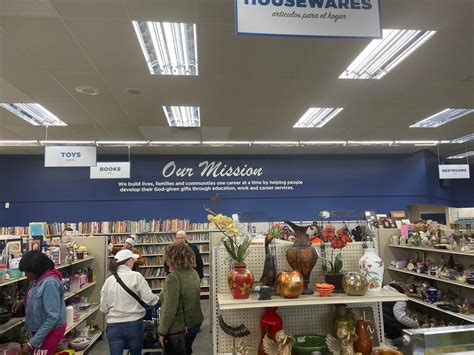 HOUSEWARES
artículos para el hogar
TOYS
BOOKS
Our Mission
We build lives, families and communities one career at a time by helping people
develop their God-given gifts through education, work and career services.
RESTROOMS
LOVE